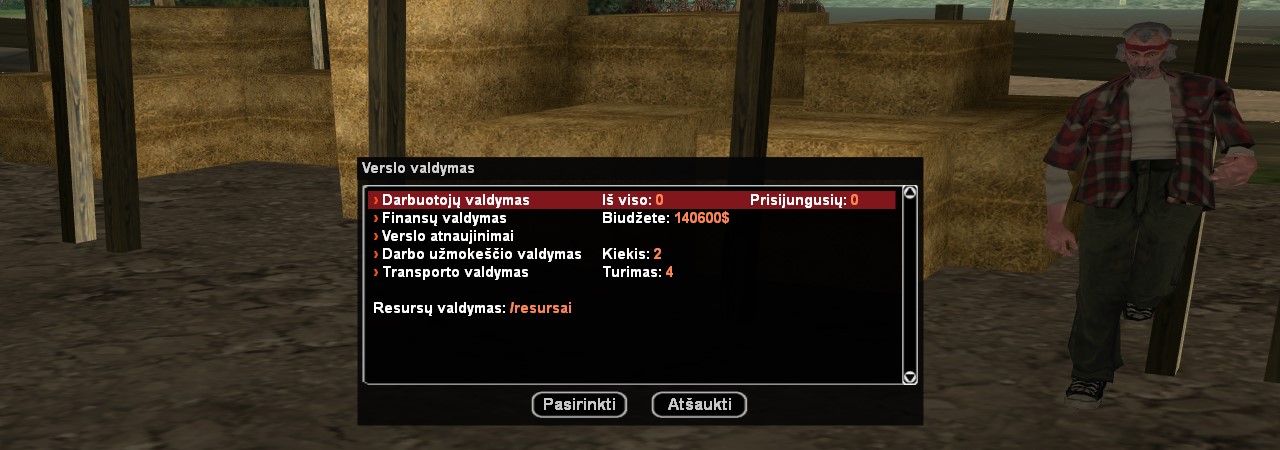 Verslo valdymas
› Darbuotojų valdymas Iš viso: 0 Prisijungusių: 0
› Finansų valdymas Biudžete: 140600$
› Verslo atnaujinimai
› Darbo užmokeščio valdymas Kiekis: 2
› Transporto valdymas Turimas: 4
Resursų valdymas: /resursai
Pasirinkti Atšaukti